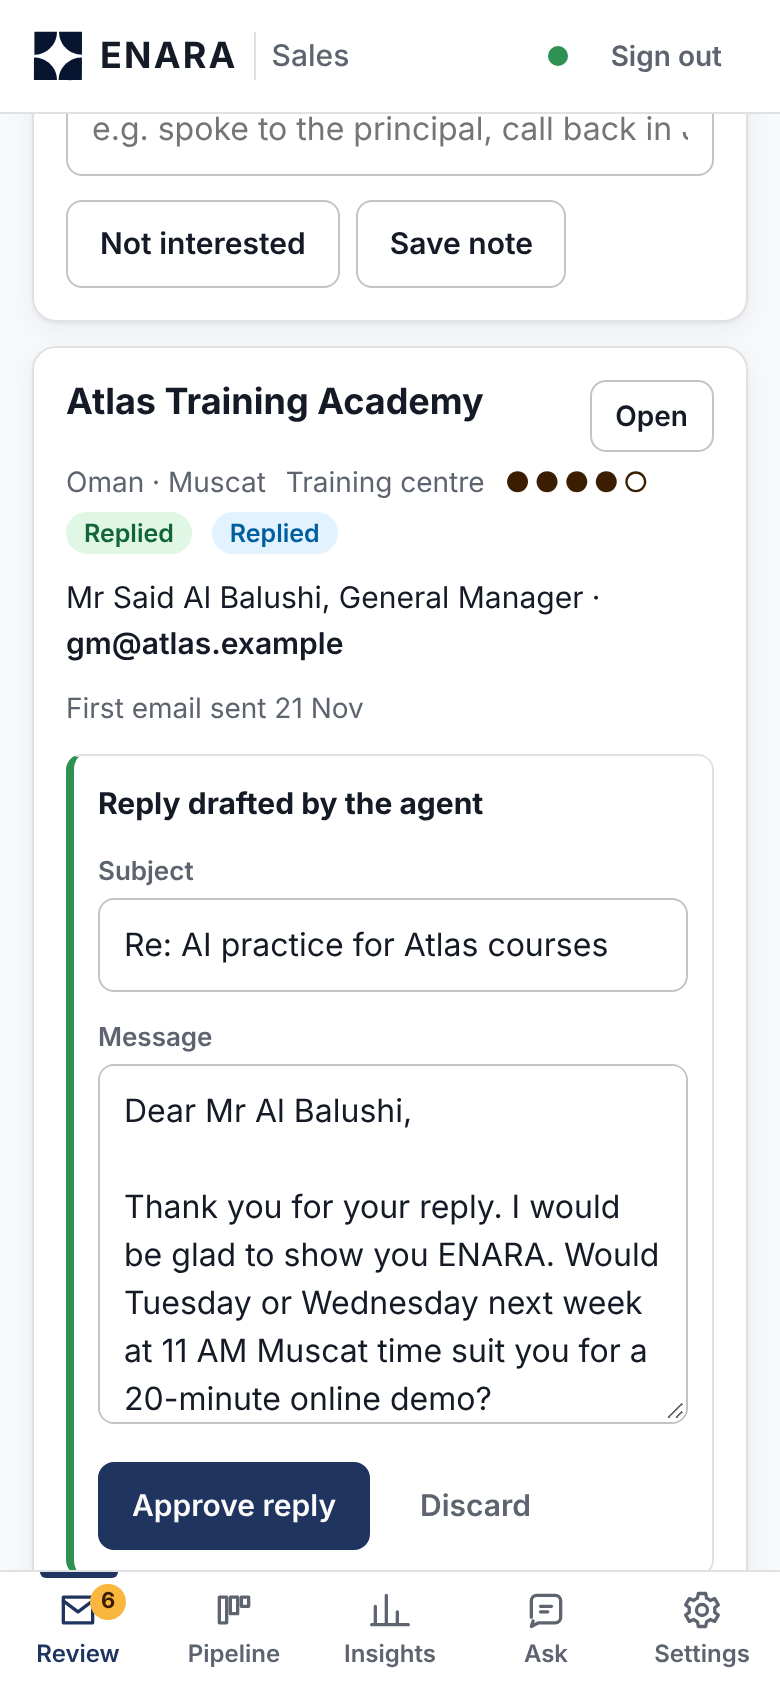 ENARA
Sales
Sign out
e.g. spoke to the principal, call back in
Not interested
Save note
Atlas Training Academy
Open
Oman · Muscat Training centre
Replied
Replied
Mr Said Al Balushi, General Manager ·
gm@atlas.example
First email sent 21 Nov
Reply drafted by the agent
Subject
Re: AI practice for Atlas courses
Message
Dear Mr Al Balushi,
Thank you for your reply. I would
be glad to show you ENARA. Would
Tuesday or Wednesday next week
at 11 AM Muscat time suit you for a
20-minute online demo?
Approve reply
Discard
6
Review
Pipeline
Insights
Ask
Settings